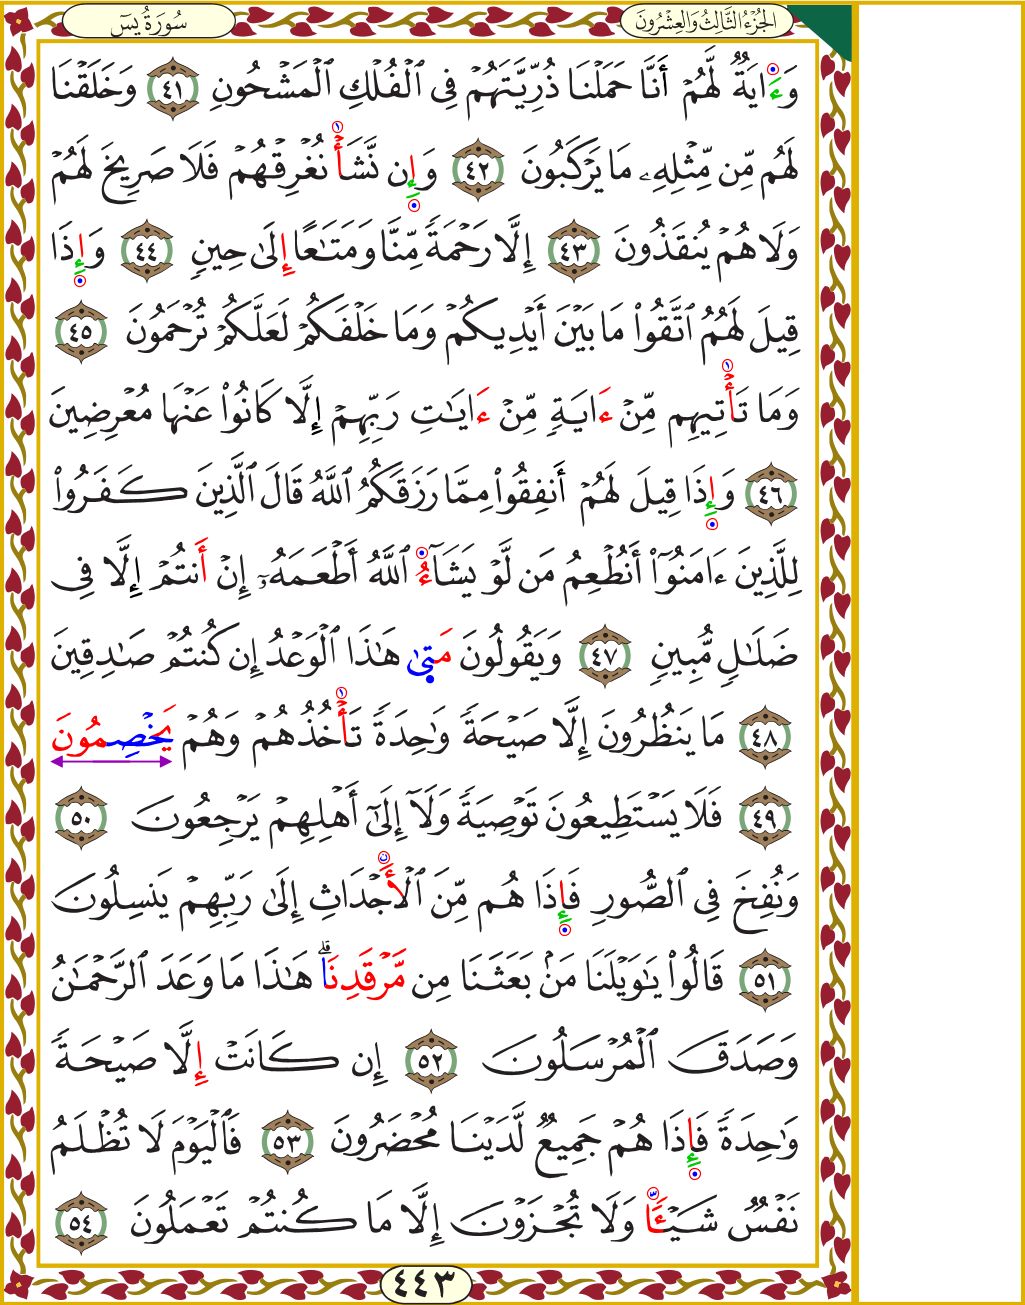 سُورَةُ يسٓ
الجُزْءُ الثَّالِثُ وَالعِشْرُونَ
وَءَايَةٌ لَّهُمْ أَنَّا حَمَلْنَا ذُرِّيَّتَهُمْ فِي ٱلْفُلْكِ ٱلْمَشْحُونِ ٤١ وَخَلَقْنَا
لَهُم مِّن مِّثْلِهِۦ مَا يَرْكَبُونَ ٤٢ وَإِن نَّشَأْ نُغْرِقْهُمْ فَلَا صَرِيخَ لَهُمْ
وَلَا هُمْ يُنقَذُونَ ٤٣ إِلَّا رَحْمَةً مِّنَّا وَمَتَٰعًا إِلَىٰ حِينٍ ٤٤ وَإِذَا
قِيلَ لَهُمُ ٱتَّقُوا۟ مَا بَيْنَ أَيْدِيكُمْ وَمَا خَلْفَكُمْ لَعَلَّكُمْ تُرْحَمُونَ ٤٥
وَمَا تَأْتِيهِم مِّنْ ءَايَةٍ مِّنْ ءَايَٰتِ رَبِّهِمْ إِلَّا كَانُوا۟ عَنْهَا مُعْرِضِينَ
٤٦ وَإِذَا قِيلَ لَهُمْ أَنفِقُوا۟ مِمَّا رَزَقَكُمُ ٱللَّهُ قَالَ ٱلَّذِينَ كَفَرُوا۟
لِلَّذِينَ ءَامَنُوٓا۟ أَنُطْعِمُ مَن لَّوْ يَشَآءُ ٱللَّهُ أَطْعَمَهُۥٓ إِنْ أَنتُمْ إِلَّا فِي
ضَلَٰلٍ مُّبِينٍ ٤٧ وَيَقُولُونَ مَتَىٰ هَٰذَا ٱلْوَعْدُ إِن كُنتُمْ صَٰدِقِينَ
٤٨ مَا يَنظُرُونَ إِلَّا صَيْحَةً وَٰحِدَةً تَأْخُذُهُمْ وَهُمْ يَخْصِمُونَ
٤٩ فَلَا يَسْتَطِيعُونَ تَوْصِيَةً وَلَآ إِلَىٰٓ أَهْلِهِمْ يَرْجِعُونَ ٥٠
وَنُفِخَ فِي ٱلصُّورِ فَإِذَا هُم مِّنَ ٱلْأَجْدَاثِ إِلَىٰ رَبِّهِمْ يَنسِلُونَ
٥١ قَالُوا۟ يَٰوَيْلَنَا مَنۢ بَعَثَنَا مِن مَّرْقَدِنَاۗ هَٰذَا مَا وَعَدَ ٱلرَّحْمَٰنُ
وَصَدَقَ ٱلْمُرْسَلُونَ ٥٢ إِن كَانَتْ إِلَّا صَيْحَةً
وَٰحِدَةً فَإِذَا هُمْ جَمِيعٌ لَّدَيْنَا مُحْضَرُونَ ٥٣ فَٱلْيَوْمَ لَا تُظْلَمُ
نَفْسٌ شَيْـًٔا وَلَا تُجْزَوْنَ إِلَّا مَا كُنتُمْ تَعْمَلُونَ ٥٤
٤٤٣